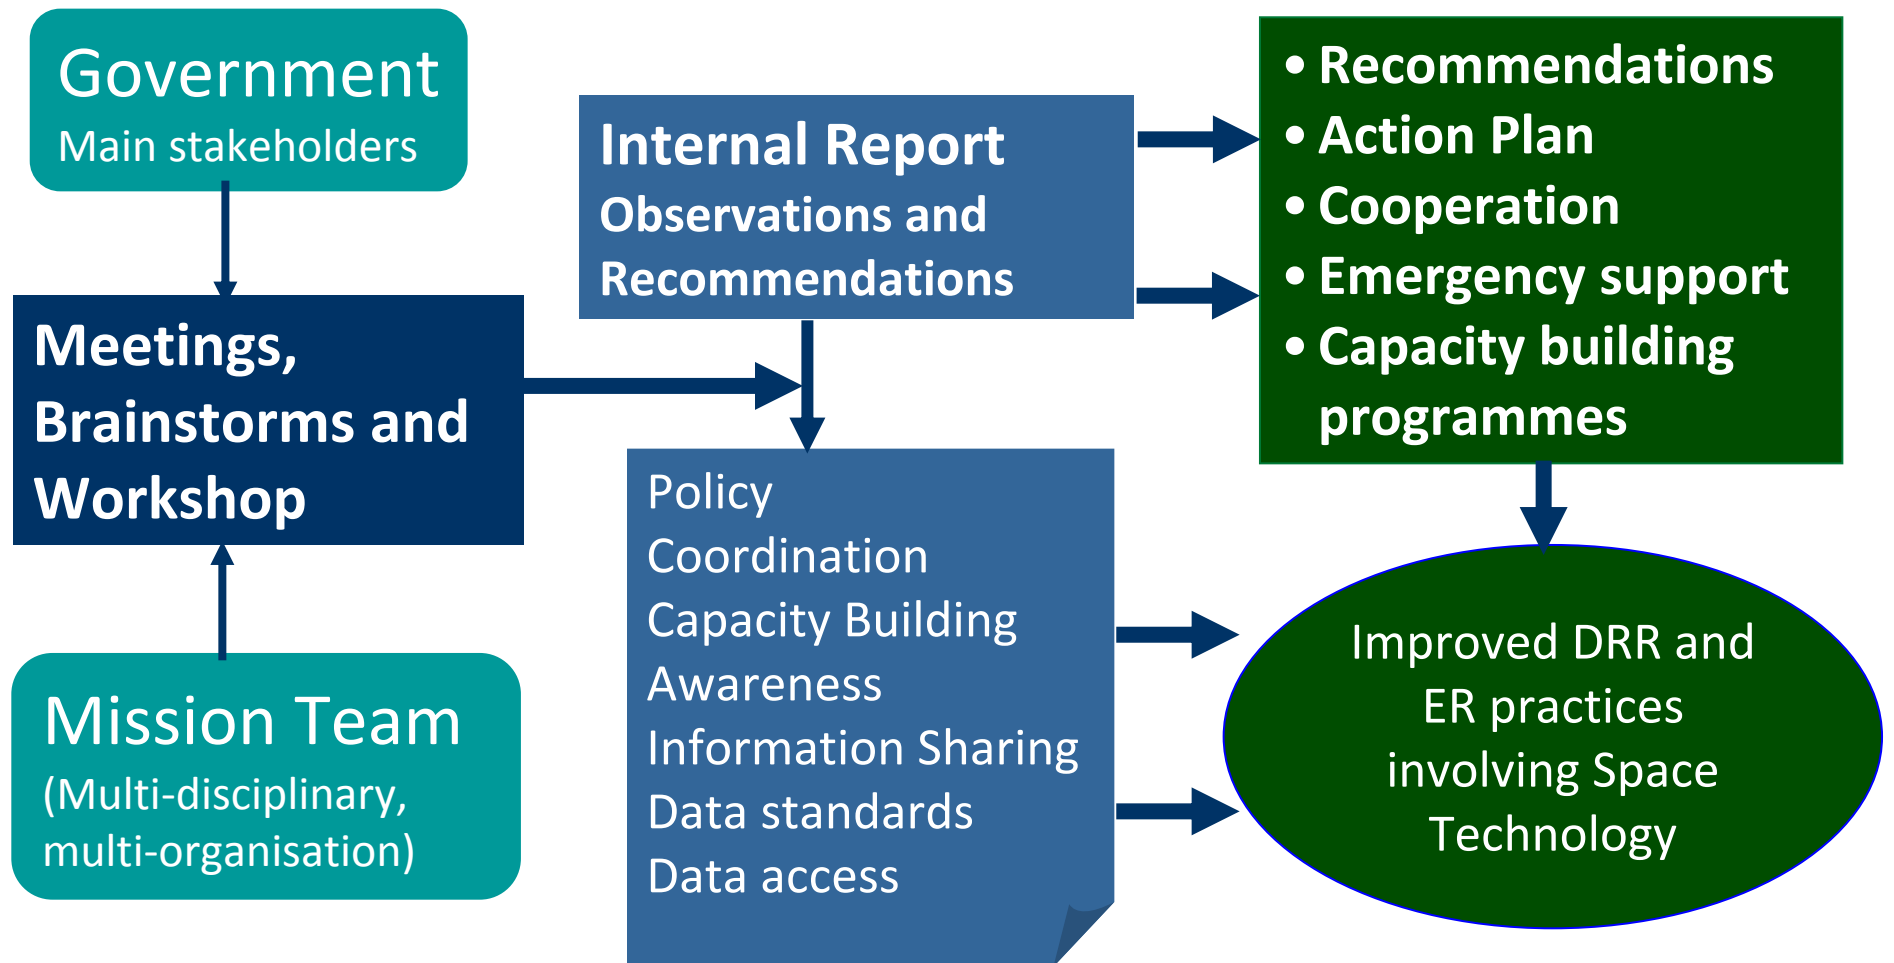 Government
Main stakeholders
Meetings,
Brainstorms and
Workshop
Mission Team
(Multi-disciplinary,
multi-organisation)
Internal Report
Observations and
Recommendations
Policy
Coordination
Capacity Building
Awareness
Information Sharing
Data standards
Data access
• Recommendations
• Action Plan
• Cooperation
• Emergency support
• Capacity building
programmes
Improved DRR and
ER practices
involving Space
Technology